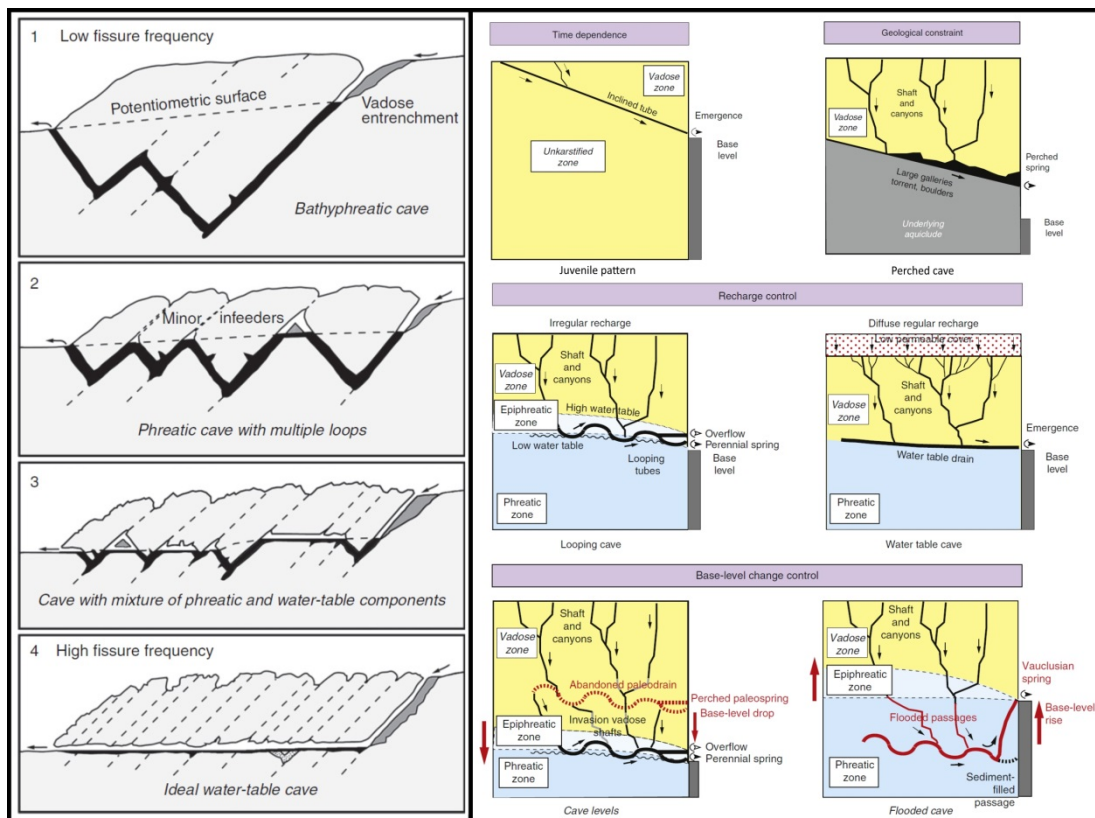 1 Low fissure frequency
Potentiometric surface
Vadose
entrenchment
Bathyphreatic cave
2
Minor infeeders
Phreatic cave with multiple loops
3
Cave with mixture of phreatic and water-table components
4 High fissure frequency
Ideal water-table cave
Time dependence
Vadose
zone
Inclined tube
Unkarstified
zone
Emergence
Base
level
Juvenile pattern
Geological constraint
Shaft
and
canyons
Vadose
zone
Large galleries
torrent, boulders
Underlying
aquiclude
Perched
spring
Base
level
Perched cave
Recharge control
Irregular recharge
Shaft
and
canyons
Vadose
zone
Epiphreatic
zone
High water table
Low water table
Looping
tubes
Overflow
Perennial spring
Base
level
Phreatic
zone
Looping cave
Diffuse regular recharge
Low permeable cover
Shaft
and
canyons
Vadose
zone
Water table drain
Emergence
Base
level
Phreatic
zone
Water table cave
Base-level change control
Shaft
and
canyons
Vadose
zone
Abandoned paleodrain
Perched paleospring
Base-level drop
Epiphreatic
zone
Invasion vadose
shafts
Overflow
Perennial spring
Base
level
Phreatic
zone
Cave levels
Shaft
and
canyons
Vadose
zone
Epiphreatic
zone
Flooded passages
Vauclusian
spring
Base-level
rise
Phreatic
zone
Sediment-
filled
passage
Flooded cave